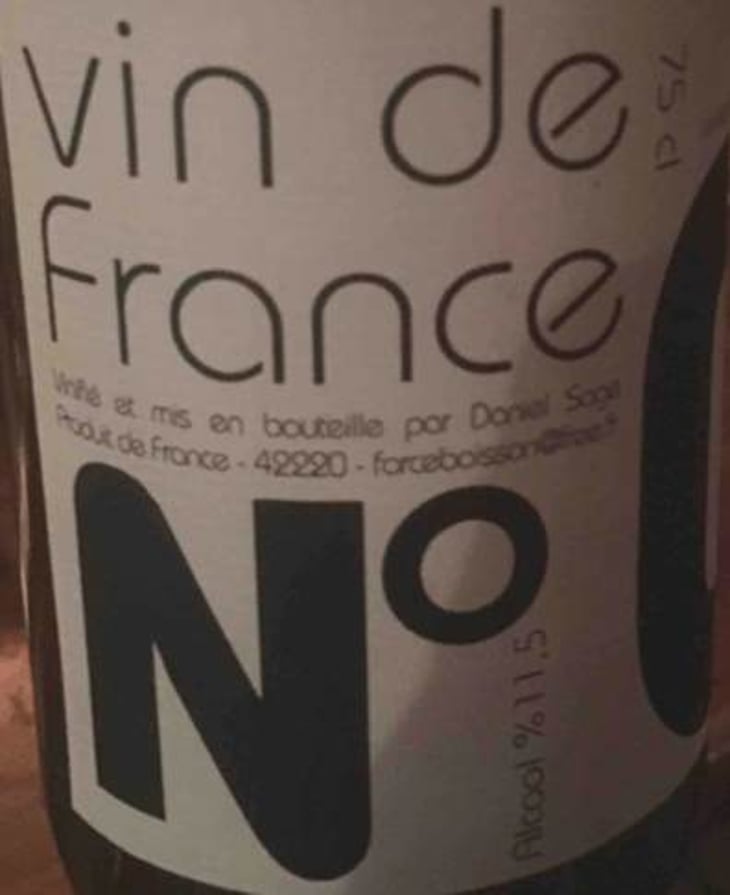 vin de
75 cl
France
Vinifié et mis en bouteille par Daniel Sage
Produit de France - 42220 - forceboisson@free.fr
N°
Alcool % 11,5